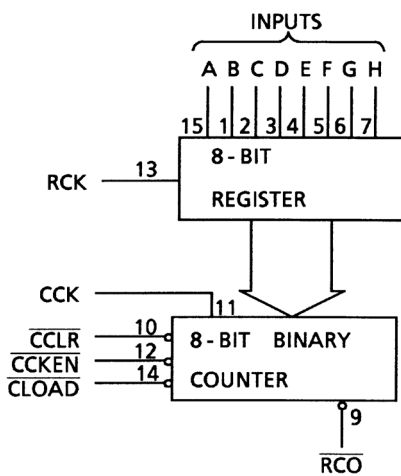 INPUTS
A B C D E F G H
15 1 2 3 4 5 6 7
8-BIT
RCK 13
REGISTER
CCK
11
CCLR 10
8-BIT BINARY
CCKEN 12
CLOAD 14
COUNTER
9
RCO